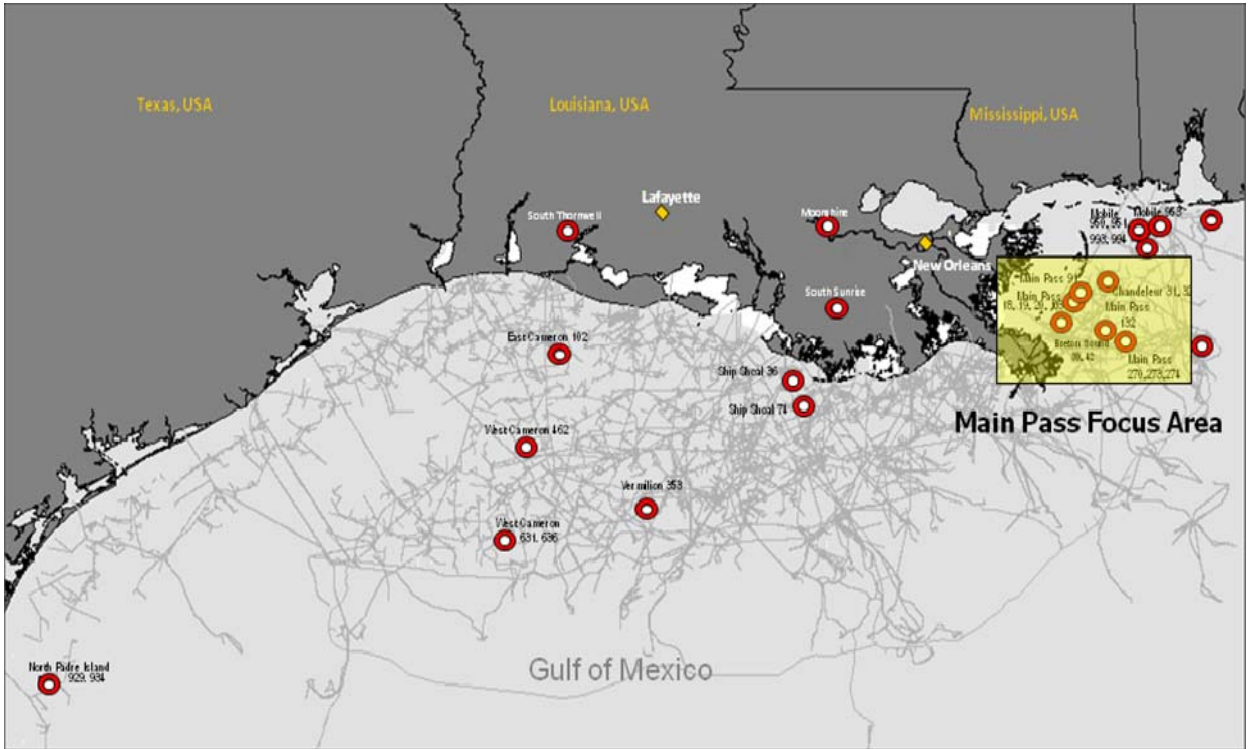 Texas, USA
Louisiana, USA
Mississippi, USA
Lafayette
South Thornwell
Moonshine
New Orleans
Mobile
Mobile 958
993, 994
South Sunrise
Main Pass 91
Chandeleur 31, 32
Main Pass
Main Pass
132
Breton Sound
Main Pass
270, 273, 274
East Cameron 102
Ship Shoal 36
Ship Shoal 74
Main Pass Focus Area
West Cameron 462
Vermilion 353
West Cameron
631, 636
Gulf of Mexico
North Padre Island
929, 934